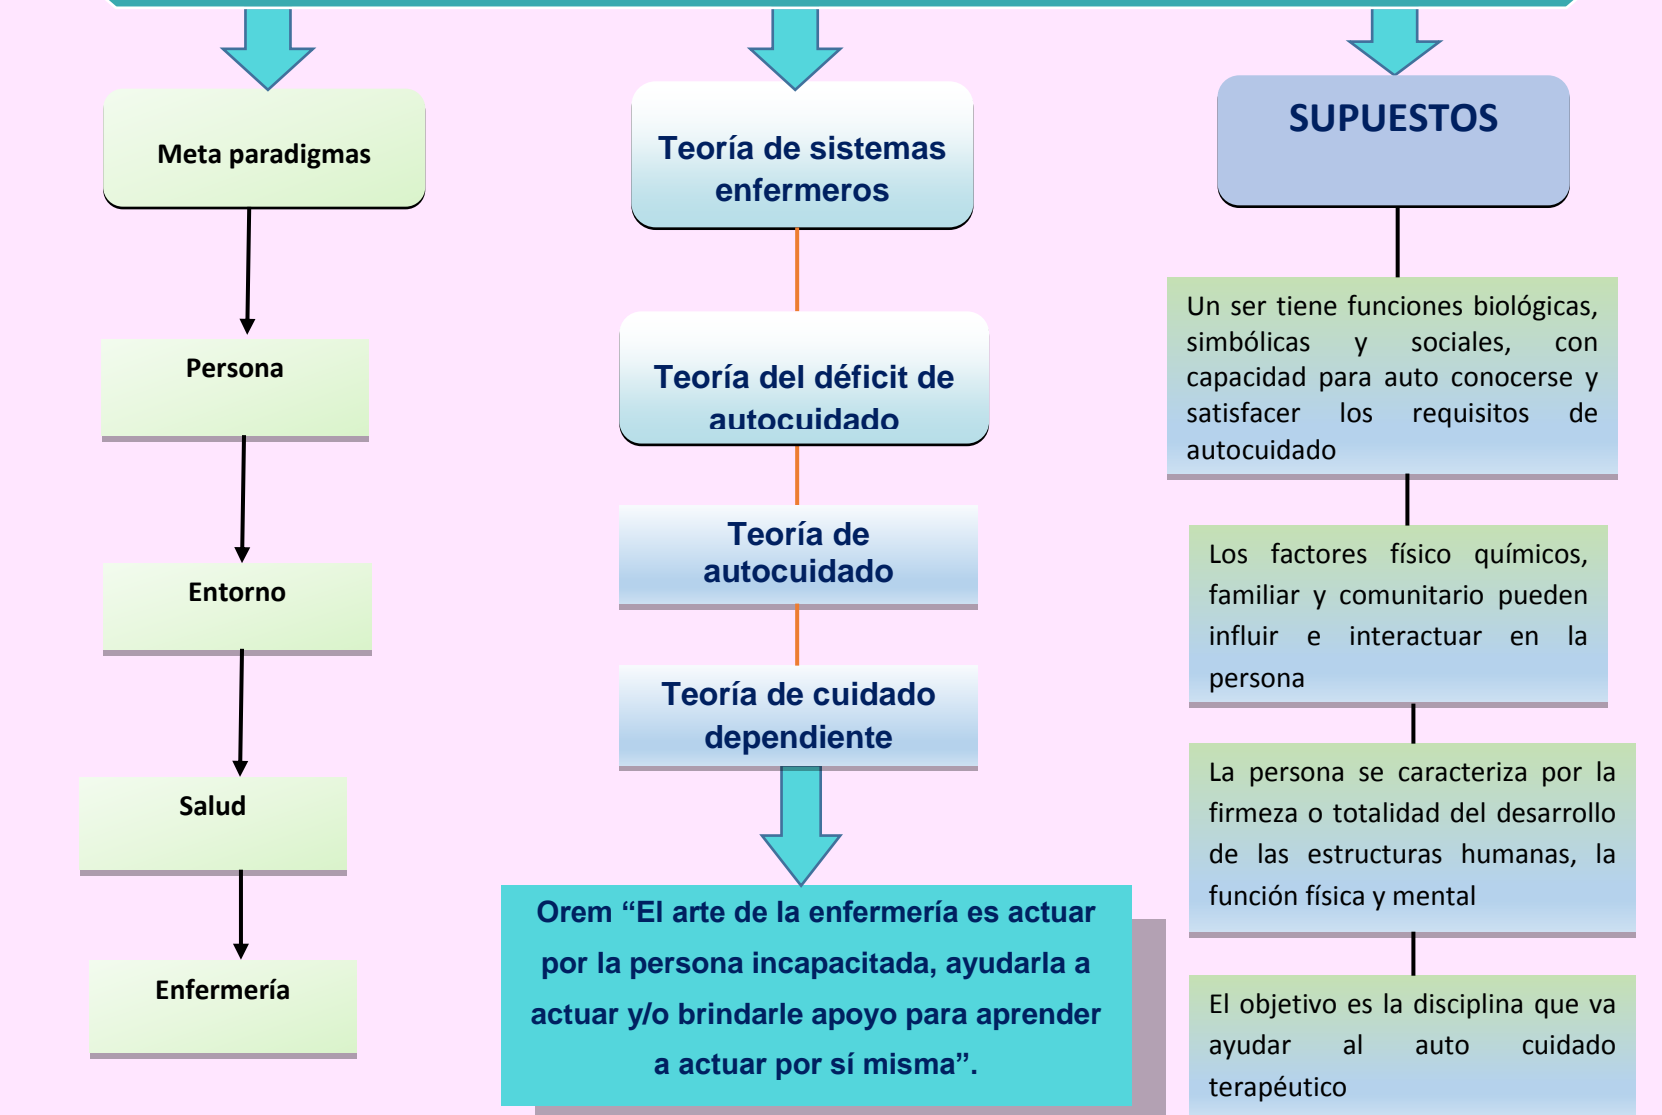 Meta paradigmas
Persona
Entorno
Salud
Enfermería
Teoría de sistemas
enfermeros
Teoría del déficit de
autocuidado
Teoría de
autocuidado
Teoría de cuidado
dependiente
Orem “El arte de la enfermería es actuar
por la persona incapacitada, ayudarla a
actuar y/o brindarle apoyo para aprender
a actuar por sí misma”.
SUPUESTOS
Un ser tiene funciones biológicas,
simbólicas y sociales, con
capacidad para auto conocerse y
satisfacer los requisitos de
autocuidado
Los factores físico químicos,
familiar y comunitario pueden
influir e interactuar en la
persona
La persona se caracteriza por la
firmeza o totalidad del desarrollo
de las estructuras humanas, la
función física y mental
El objetivo es la disciplina que va
ayudar al auto cuidado
terapéutico